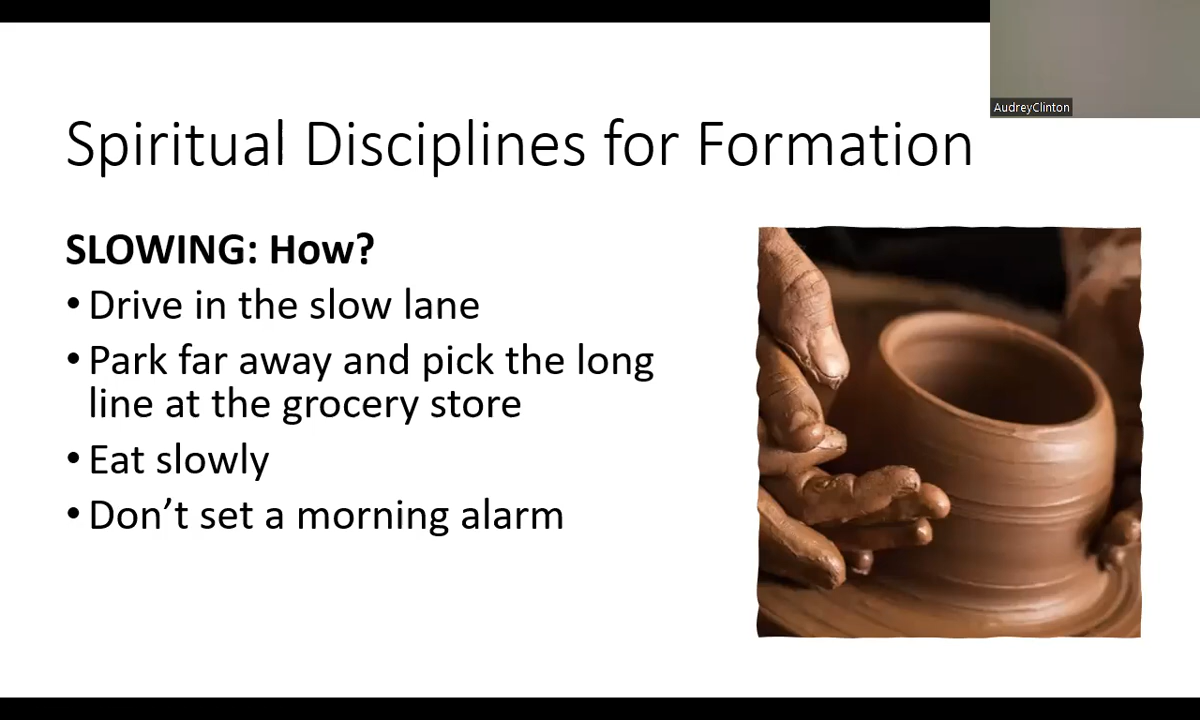 AudreyClinton
Spiritual Disciplines for Formation
SLOWING: How?
• Drive in the slow lane
• Park far away and pick the long
line at the grocery store
• Eat slowly
• Don’t set a morning alarm